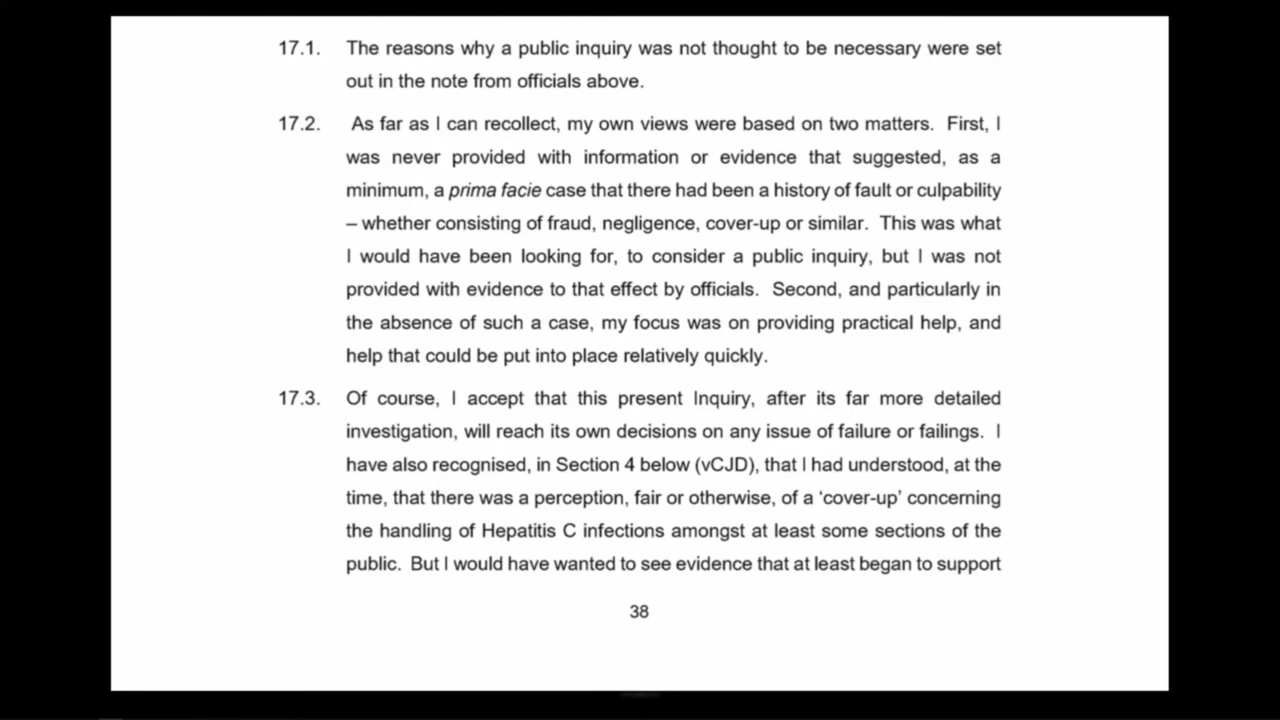 17.1. The reasons why a public inquiry was not thought to be necessary were set
out in the note from officials above.
17.2. As far as I can recollect, my own views were based on two matters. First, I
was never provided with information or evidence that suggested, as a
minimum, a prima facie case that there had been a history of fault or culpability
– whether consisting of fraud, negligence, cover-up or similar. This was what
I would have been looking for, to consider a public inquiry, but I was not
provided with evidence to that effect by officials. Second, and particularly in
the absence of such a case, my focus was on providing practical help, and
help that could be put into place relatively quickly.
17.3. Of course, I accept that this present Inquiry, after its far more detailed
investigation, will reach its own decisions on any issue of failure or failings. I
have also recognised, in Section 4 below (vCJD), that I had understood, at the
time, that there was a perception, fair or otherwise, of a ‘cover-up’ concerning
the handling of Hepatitis C infections amongst at least some sections of the
public. But I would have wanted to see evidence that at least began to support
38